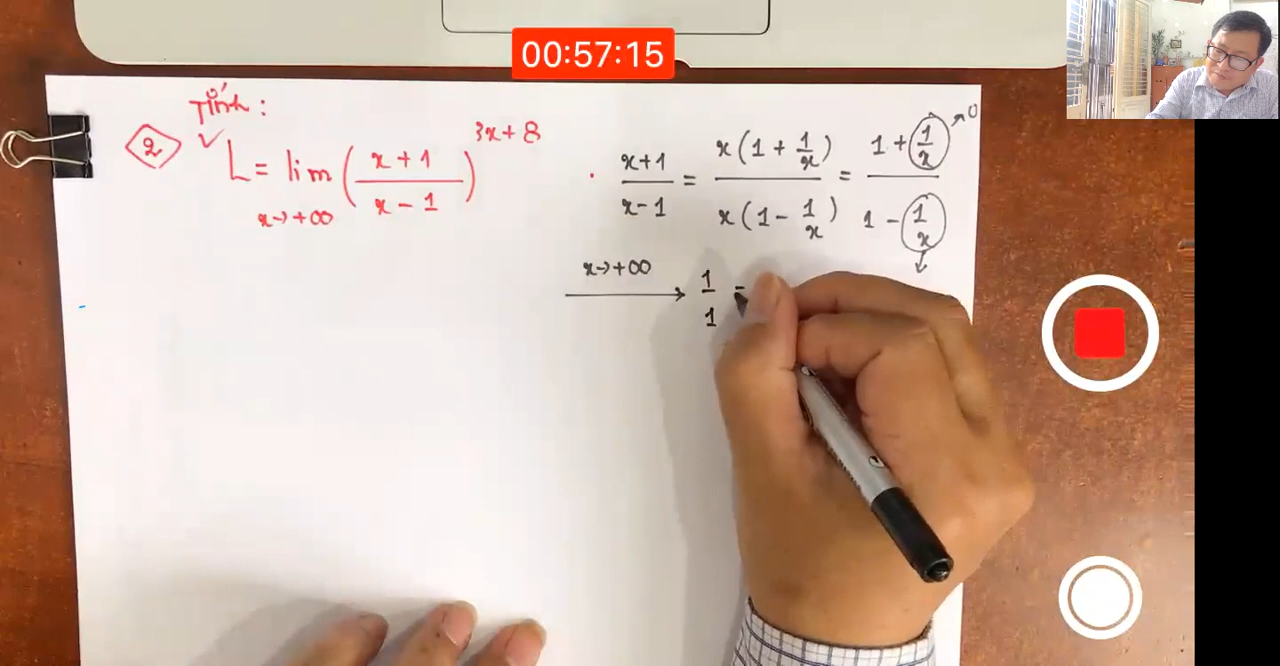 00:57:15
Tính:
2
L = lim (x + 1 / x - 1)^{3x + 8}
x → +∞
x+1 / x-1 = x(1 + 1/x) / x(1 - 1/x) = 1 + 1/x / 1 - 1/x
0
x → +∞
1/1 =